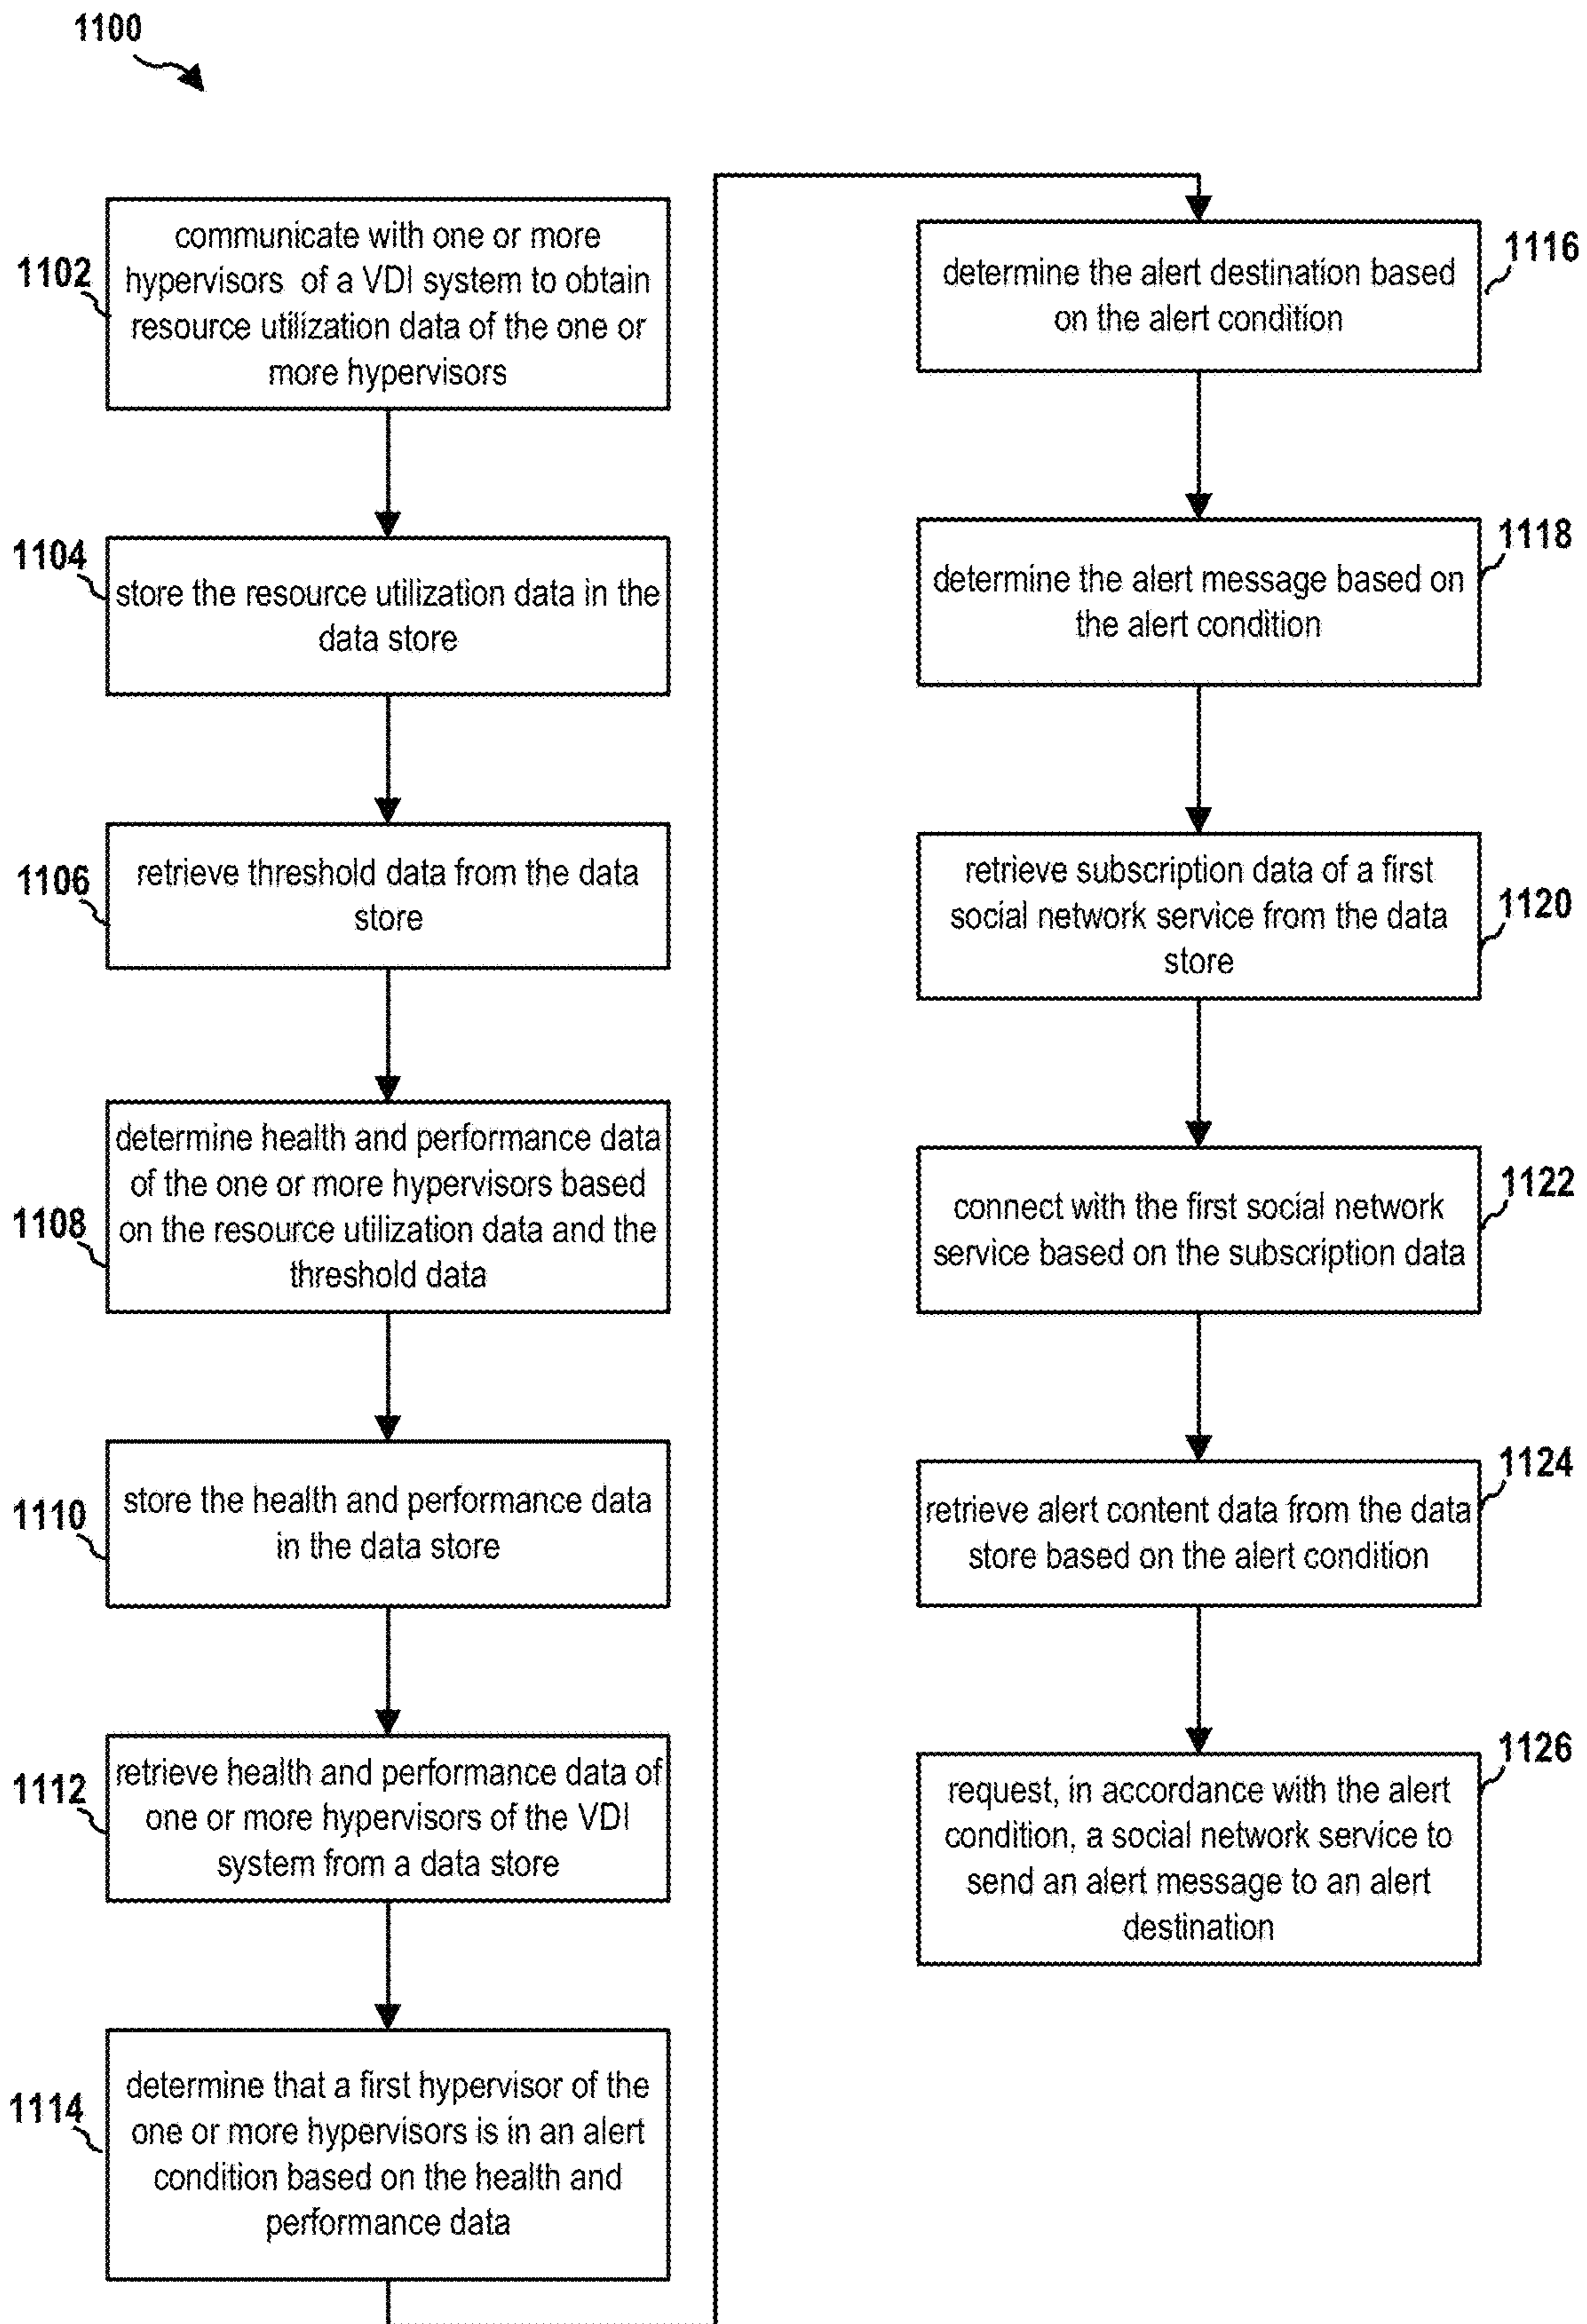 1100
1102
communicate with one or more
hypervisors of a VDI system to obtain
resource utilization data of the one or
more hypervisors
1104
store the resource utilization data in the
data store
1106
retrieve threshold data from the data
store
1108
determine health and performance data
of the one or more hypervisors based
on the resource utilization data and the
threshold data
1110
store the health and performance data
in the data store
1112
retrieve health and performance data of
one or more hypervisors of the VDI
system from a data store
1114
determine that a first hypervisor of the
one or more hypervisors is in an alert
condition based on the health and
performance data
1116
determine the alert destination based
on the alert condition
1118
determine the alert message based on
the alert condition
1120
retrieve subscription data of a first
social network service from the data
store
1122
connect with the first social network
service based on the subscription data
1124
retrieve alert content data from the data
store based on the alert condition
1126
request, in accordance with the alert
condition, a social network service to
send an alert message to an alert
destination